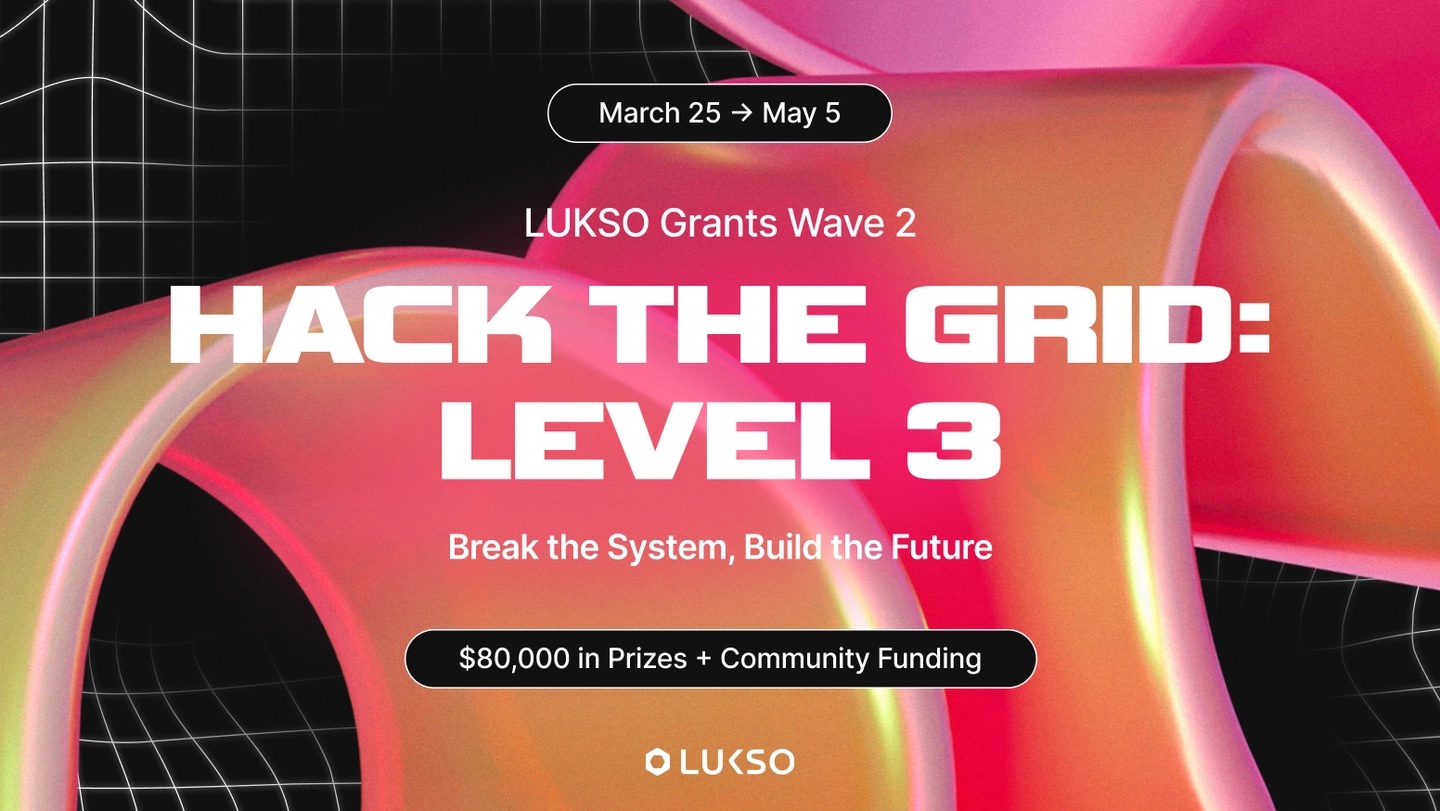 March 25 → May 5
LUKSO Grants Wave 2
HACK THE GRID:
LEVEL 3
Break the System, Build the Future
$80,000 in Prizes + Community Funding
LUKSO